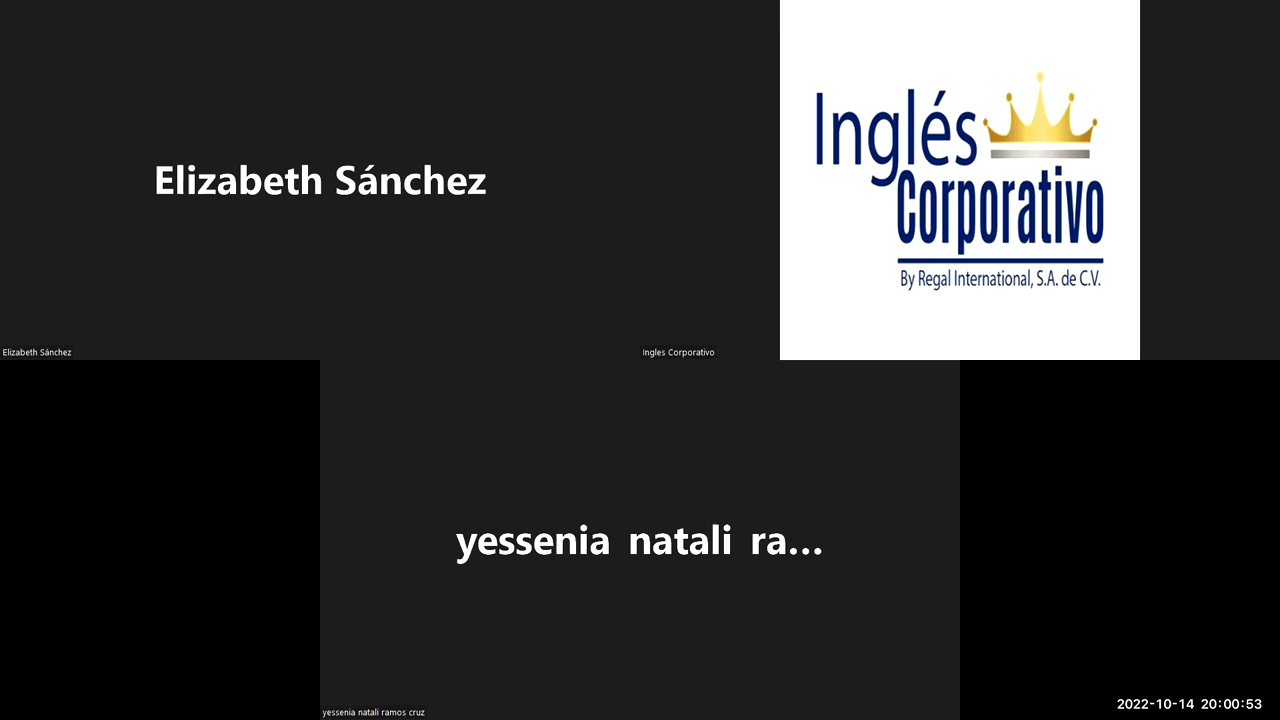 Elizabeth Sánchez
Inglés
Corporativo
By Regal International, S.A. de C.V.
Elizabeth Sánchez
Ingles Corporativo
yessenia natali ra...
yessenia natali ramos cruz
2022-10-14 20:00:53